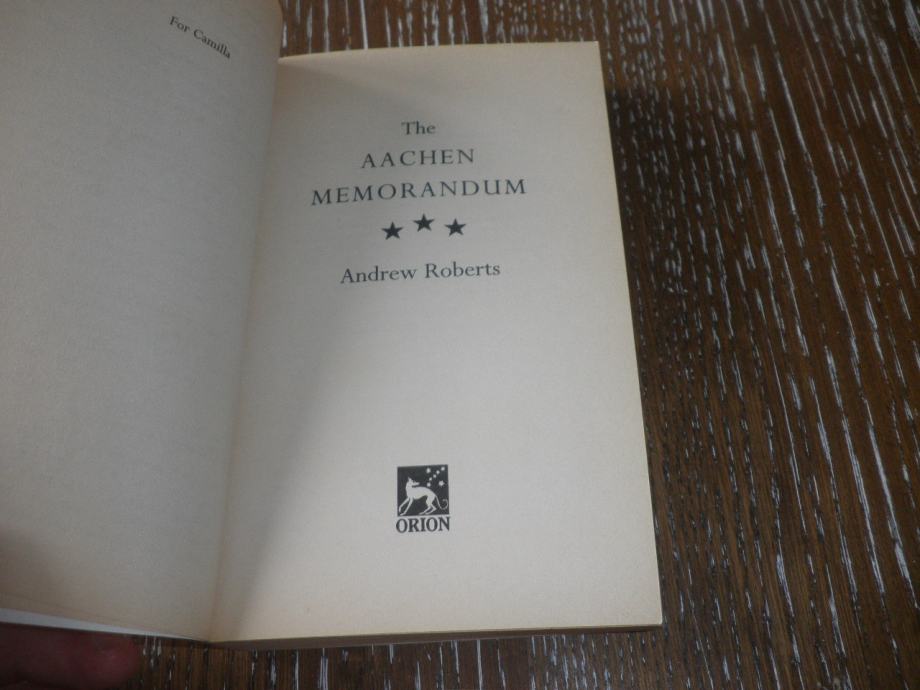 For Camilla
The
AACHEN
MEMORANDUM
Andrew Roberts
ORION